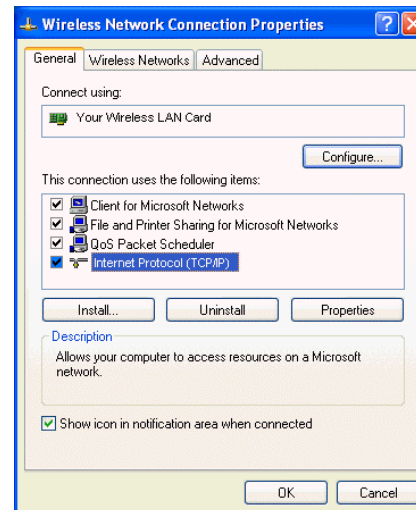 Wireless Network Connection Properties
General Wireless Networks Advanced
Connect using:
Your Wireless LAN Card
Configure...
This connection uses the following items:
Client for Microsoft Networks
File and Printer Sharing for Microsoft Networks
QoS Packet Scheduler
Internet Protocol (TCP/IP)
Install... Uninstall Properties
Description
Allows your computer to access resources on a Microsoft
network.
Show icon in notification area when connected
OK Cancel